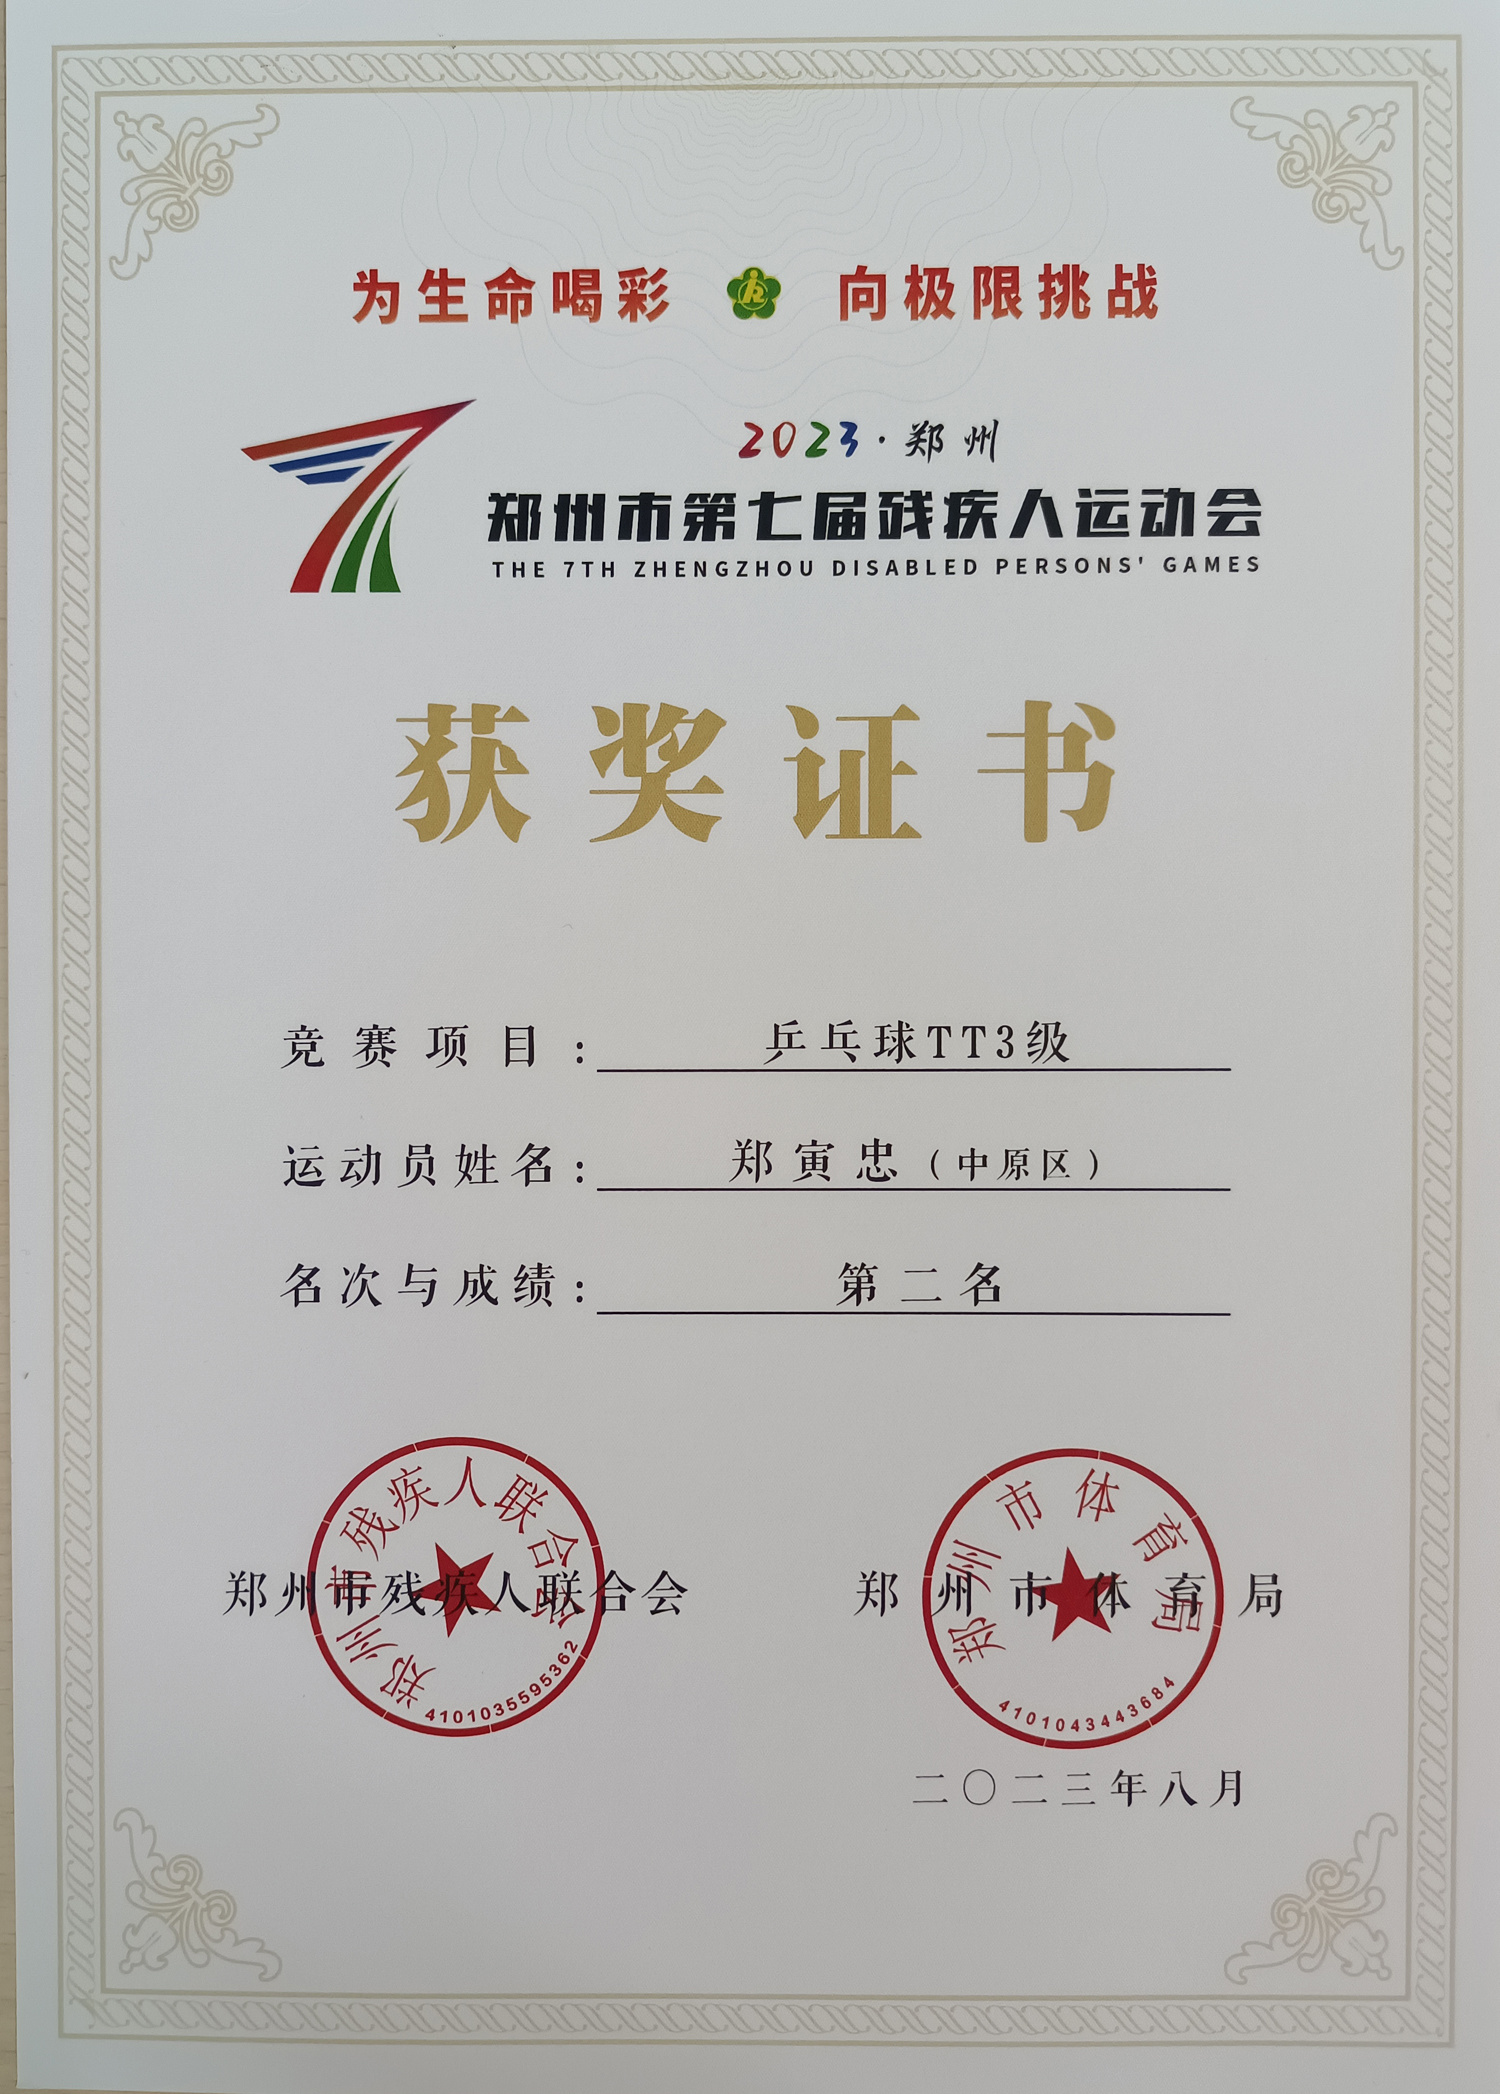 为生命喝彩 向极限挑战
2023·郑州
郑州市第七届残疾人运动会
THE 7TH ZHENGZHOU DISABLED PERSONS' GAMES
获奖证书
竞赛项目：乒乓球TT3级
运动员姓名：郑寅忠（中原区）
名次与成绩：第二名
郑州市残疾人联合会
郑州市残疾人联合会
4101035595362
郑州市体育局
郑州市体育局
4101043443684
二〇二三年八月